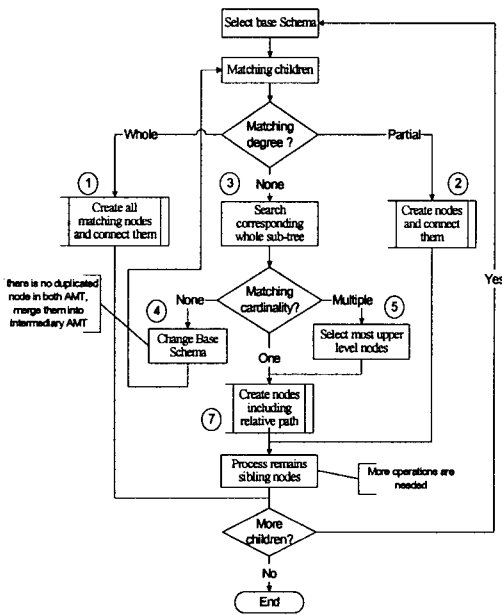 Select base Schema
Matching children
Matching
degree ?
Whole
Partial
1
3
None
2
Create all
matching nodes
and connect them
Search
corresponding
whole sub-tree
Create nodes
and connect
them
Yes
there is no duplicated
node in both AMT,
merge them into
Intermediary AMT
4
None
Matching
cardinality?
Multiple
5
Change Base
Schema
Select most upper
level nodes
One
7
Create nodes
including
relative path
Process remains
sibling nodes
More operations are
needed
More
children?
No
End